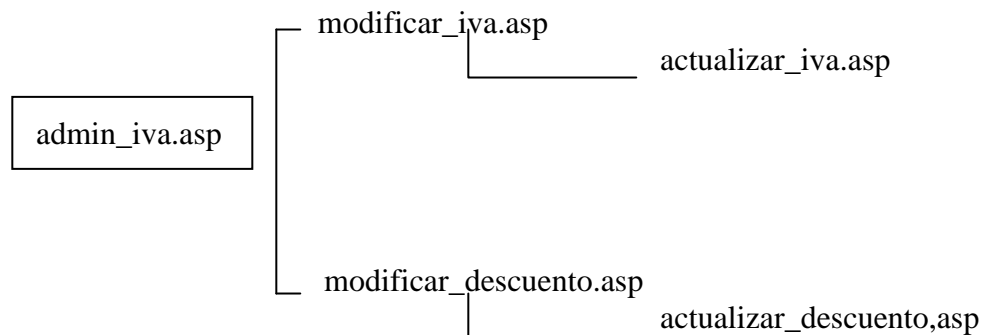 modificar_iva.asp
actualizar_iva.asp
admin_iva.asp
modificar_descuento.asp
actualizar_descuento,asp